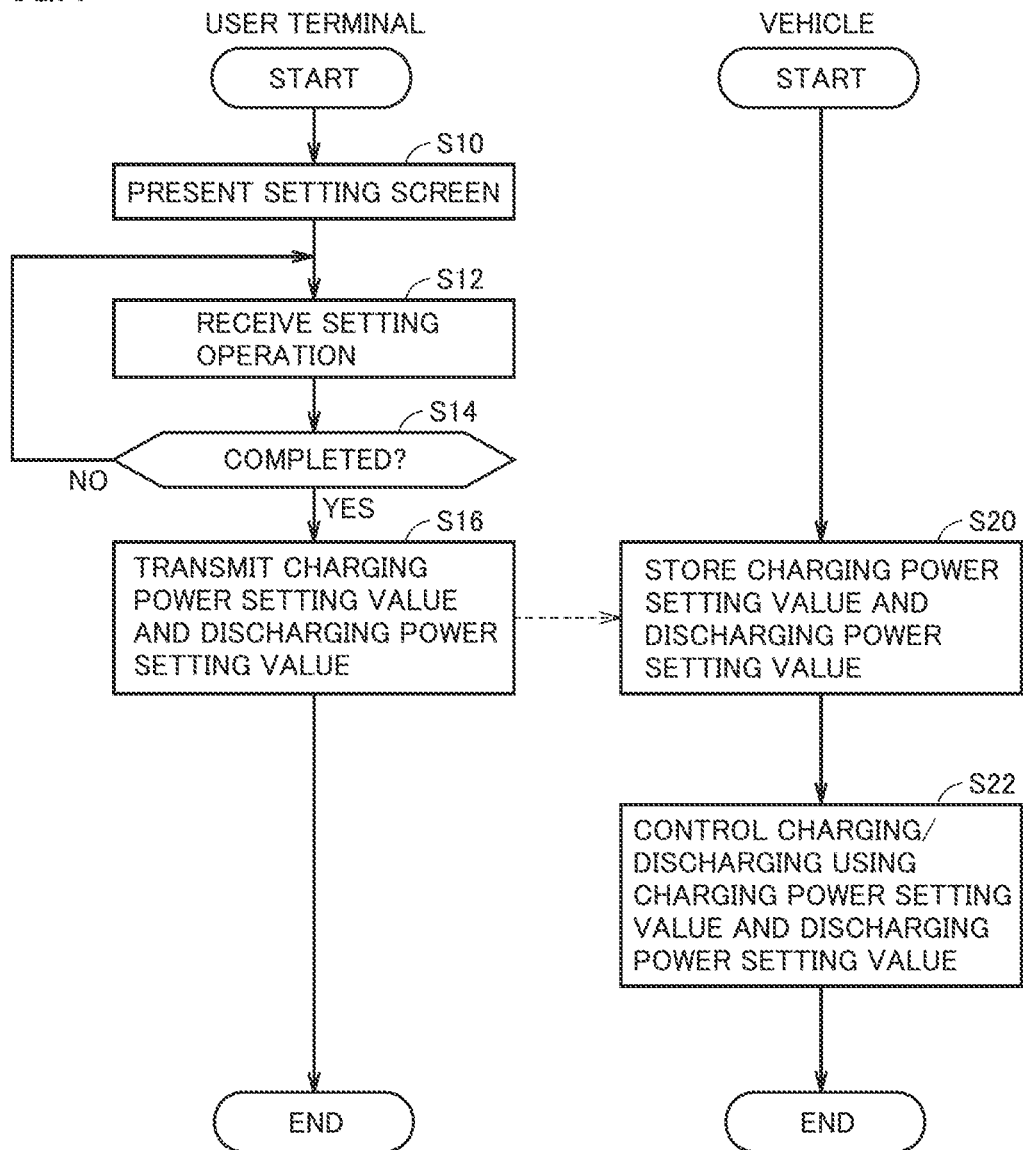 USER TERMINAL
START
S10
PRESENT SETTING SCREEN
S12
RECEIVE SETTING
OPERATION
S14
COMPLETED?
NO
YES
S16
TRANSMIT CHARGING
POWER SETTING VALUE
AND DISCHARGING POWER
SETTING VALUE
END
VEHICLE
START
S20
STORE CHARGING POWER
SETTING VALUE AND
DISCHARGING POWER
SETTING VALUE
S22
CONTROL CHARGING/
DISCHARGING USING
CHARGING POWER SETTING
VALUE AND DISCHARGING
POWER SETTING VALUE
END